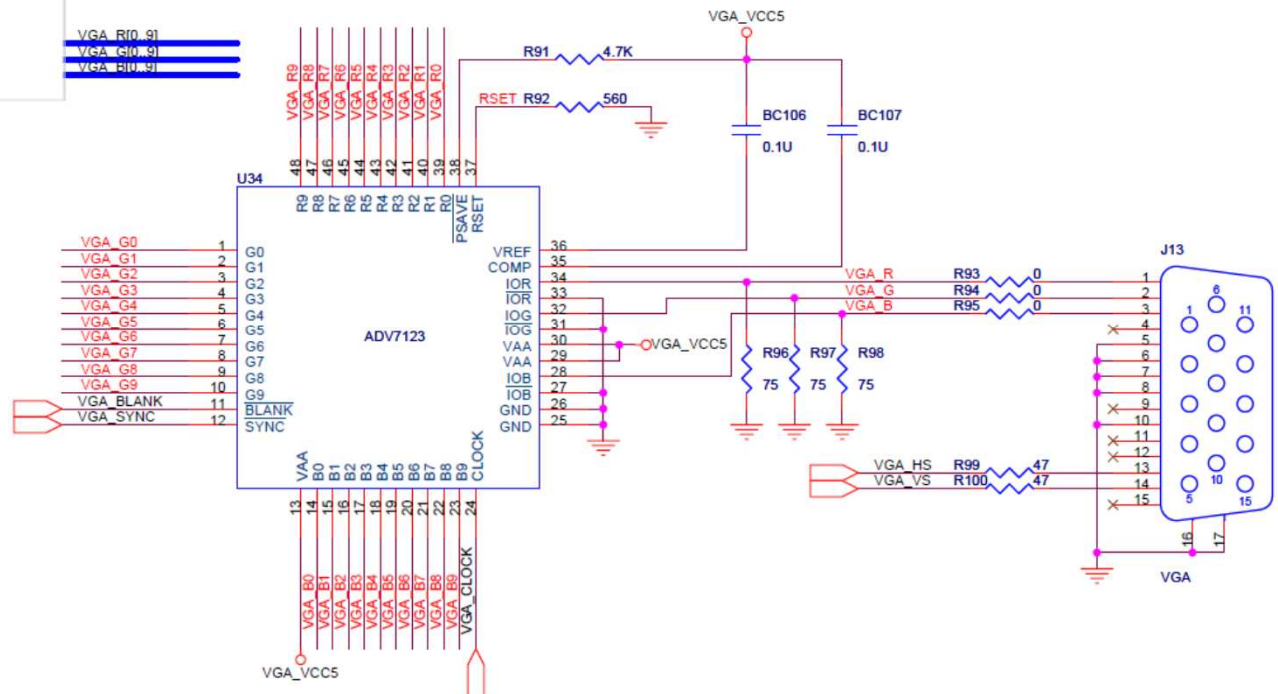 VGA_VCC5
VGA_R[0..9]
VGA_G[0..9]
VGA_B[0..9]
R91 4.7K
RSET R92 560
BC106
0.1U
BC107
0.1U
VGA_R9
VGA_R8
VGA_R7
VGA_R6
VGA_R5
VGA_R4
VGA_R3
VGA_R2
VGA_R1
VGA_R0
48
47
46
45
44
43
42
41
40
39
38
37
U34
R9
R8
R7
R6
R5
R4
R3
R2
R1
R0
PSAVE
RSET
VGA_G0 1 G0
VGA_G1 2 G1
VGA_G2 3 G2
VGA_G3 4 G3
VGA_G4 5 G4
VGA_G5 6 G5
VGA_G6 7 G6
VGA_G7 8 G7
VGA_G8 9 G8
VGA_G9 10 G9
VGA_BLANK 11 BLANK
VGA_SYNC 12 SYNC
ADV7123
VREF 36
COMP 35
IOR 34
IOR 33
IOG 32
IOG 31
VAA 30
VAA 29
IOB 28
IOB 27
GND 26
GND 25
VGA_VCC5
VGA_R R93 0
VGA_G R94 0
VGA_B R95 0
R96
75
R97
75
R98
75
VGA_HS R99 47
VGA_VS R100 47
J13
1
2
3
4
5
6
7
8
9
10
11
12
13
14
15
6
1
11
5
10
15
16
17
VGA
VAA
B0
B1
B2
B3
B4
B5
B6
B7
B8
B9
CLOCK
13
14
15
16
17
18
19
20
21
22
23
24
VGA_B0
VGA_B1
VGA_B2
VGA_B3
VGA_B4
VGA_B5
VGA_B6
VGA_B7
VGA_B8
VGA_B9
VGA_CLOCK
VGA_VCC5